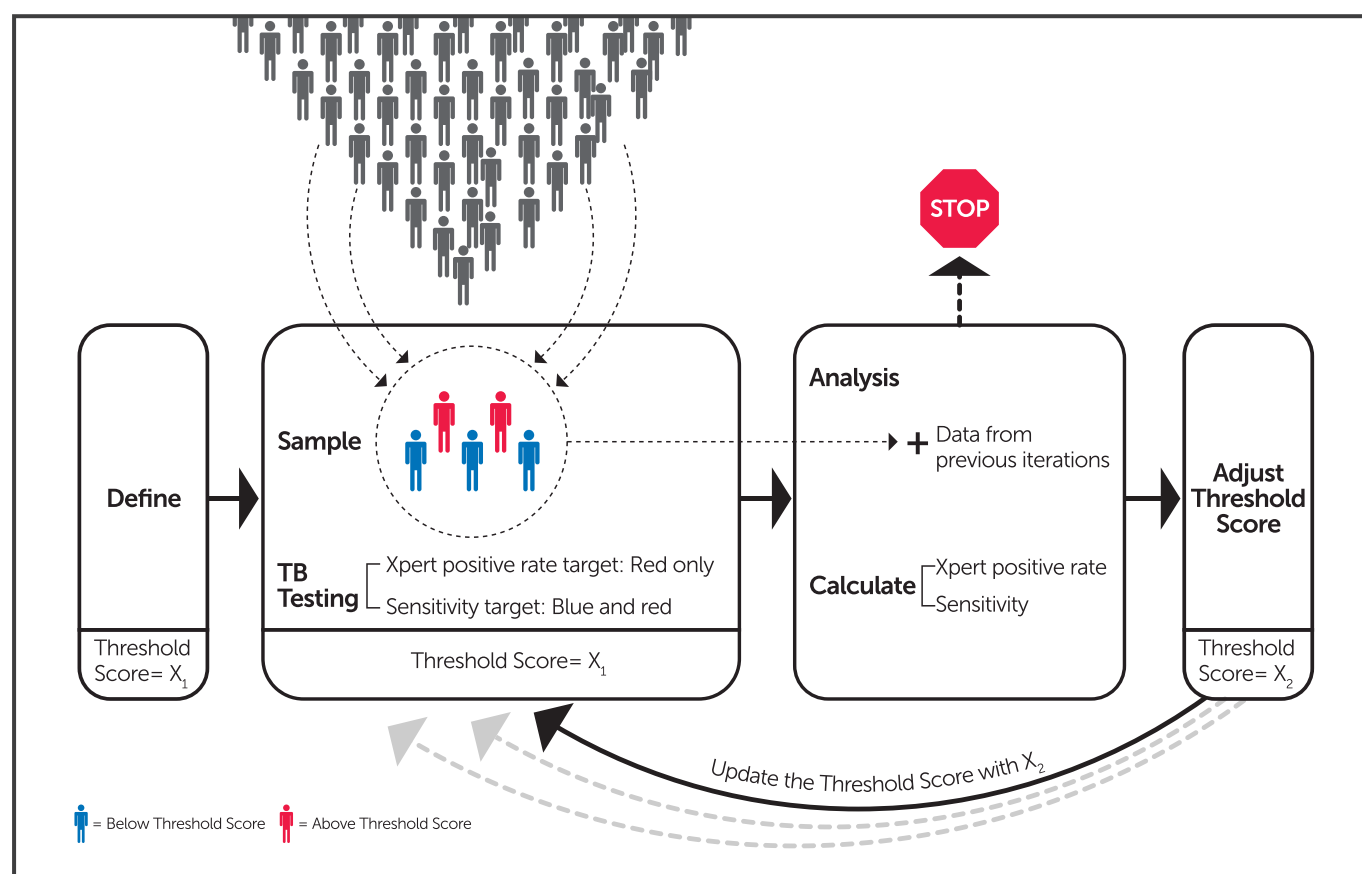 STOP
Define
Threshold
Score= X₁
Sample
TB
Testing
Xpert positive rate target: Red only
Sensitivity target: Blue and red
Threshold Score= X₁
Analysis
+ Data from
previous iterations
Calculate
Xpert positive rate
Sensitivity
Adjust
Threshold
Score
Threshold
Score= X₂
Update the Threshold Score with X₂
= Below Threshold Score
= Above Threshold Score